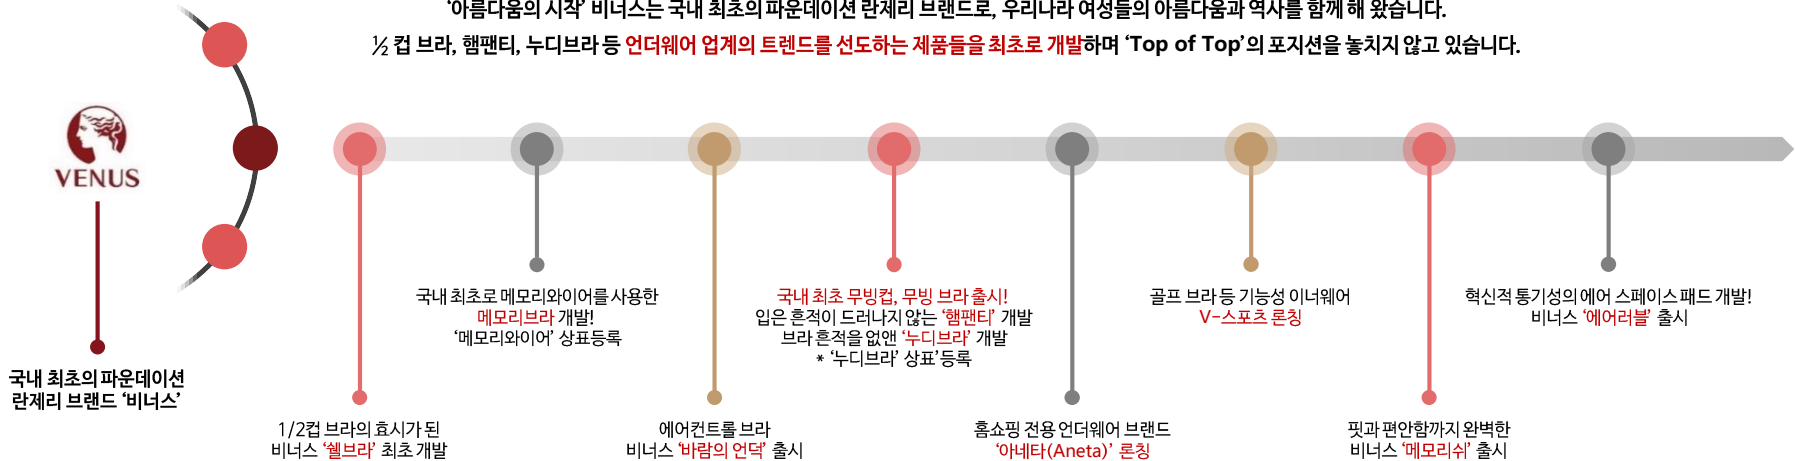 ‘아름다움의 시작’ 비너스는 국내 최초의 파운데이션 란제리 브랜드로, 우리나라 여성들의 아름다움과 역사를 함께 해 왔습니다.
½ 컵 브라, 햄팬티, 누디브라 등 언더웨어 업계의 트렌드를 선도하는 제품들을 최초로 개발하며 ‘Top of Top’의 포지션을 놓치지 않고 있습니다.
VENUS
국내 최초의 파운데이션
란제리 브랜드 ‘비너스’
1/2컵 브라의 효시가 된
비너스 ‘쉘브라’ 최초 개발
국내 최초로 메모리와이어를 사용한
메모리브라 개발!
‘메모리와이어’ 상표등록
에어컨트롤 브라
비너스 ‘바람의 언덕’ 출시
국내 최초 무빙컵, 무빙 브라 출시!
입은 흔적이 드러나지 않는 ‘햄팬티’ 개발
브라 흔적을 없앤 ‘누디브라’ 개발
* ‘누디브라’ 상표’등록
홈쇼핑 전용 언더웨어 브랜드
‘아네타(Aneta)’ 론칭
골프 브라 등 기능성 이너웨어
V-스포츠 론칭
핏과 편안함까지 완벽한
비너스 ‘메모리쉬’ 출시
혁신적 통기성의 에어 스페이스 패드 개발!
비너스 ‘에어러블’ 출시